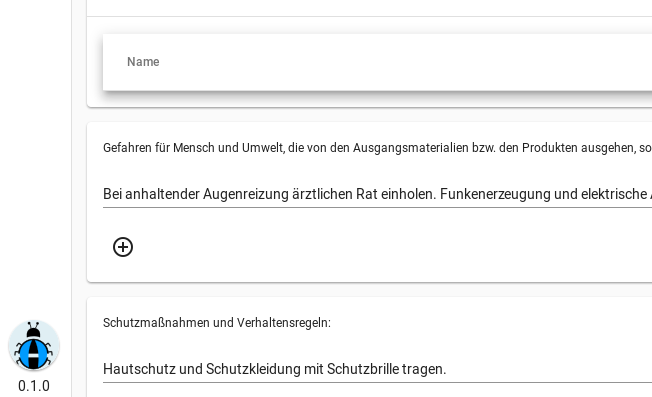 Name
Gefahren für Mensch und Umwelt, die von den Ausgangsmaterialien bzw. den Produkten ausgehen, so
Bei anhaltender Augenreizung ärztlichen Rat einholen. Funkenerzeugung und elektrische
Schutzmaßnahmen und Verhaltensregeln:
Hautschutz und Schutzkleidung mit Schutzbrille tragen.
0.1.0